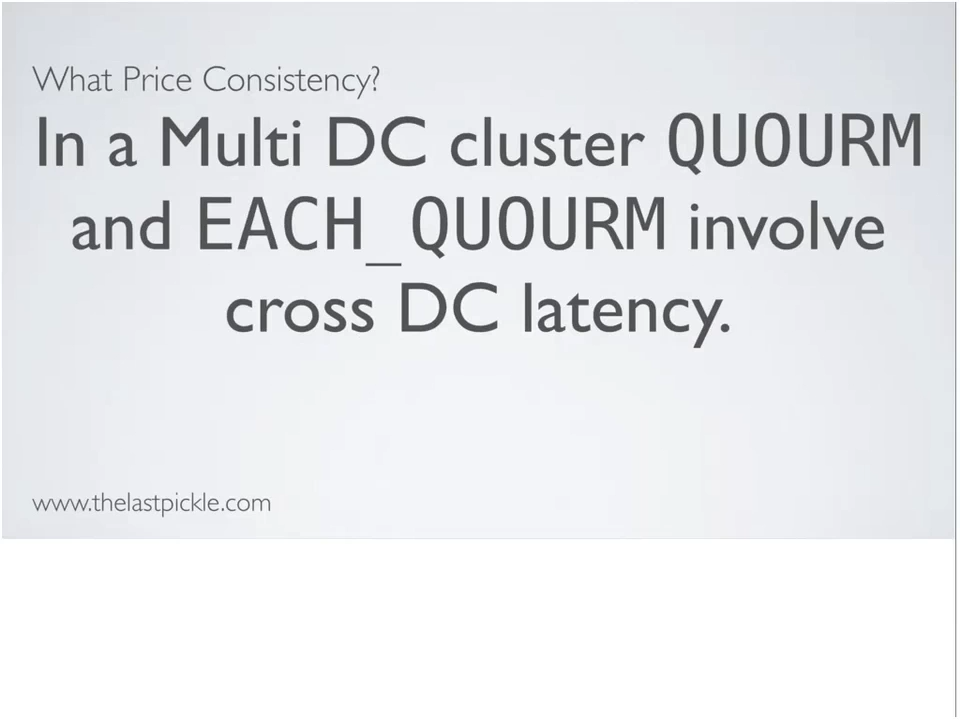 What Price Consistency?
In a Multi DC cluster QUOURM
and EACH_QUOURM involve
cross DC latency.
www.thelastpickle.com